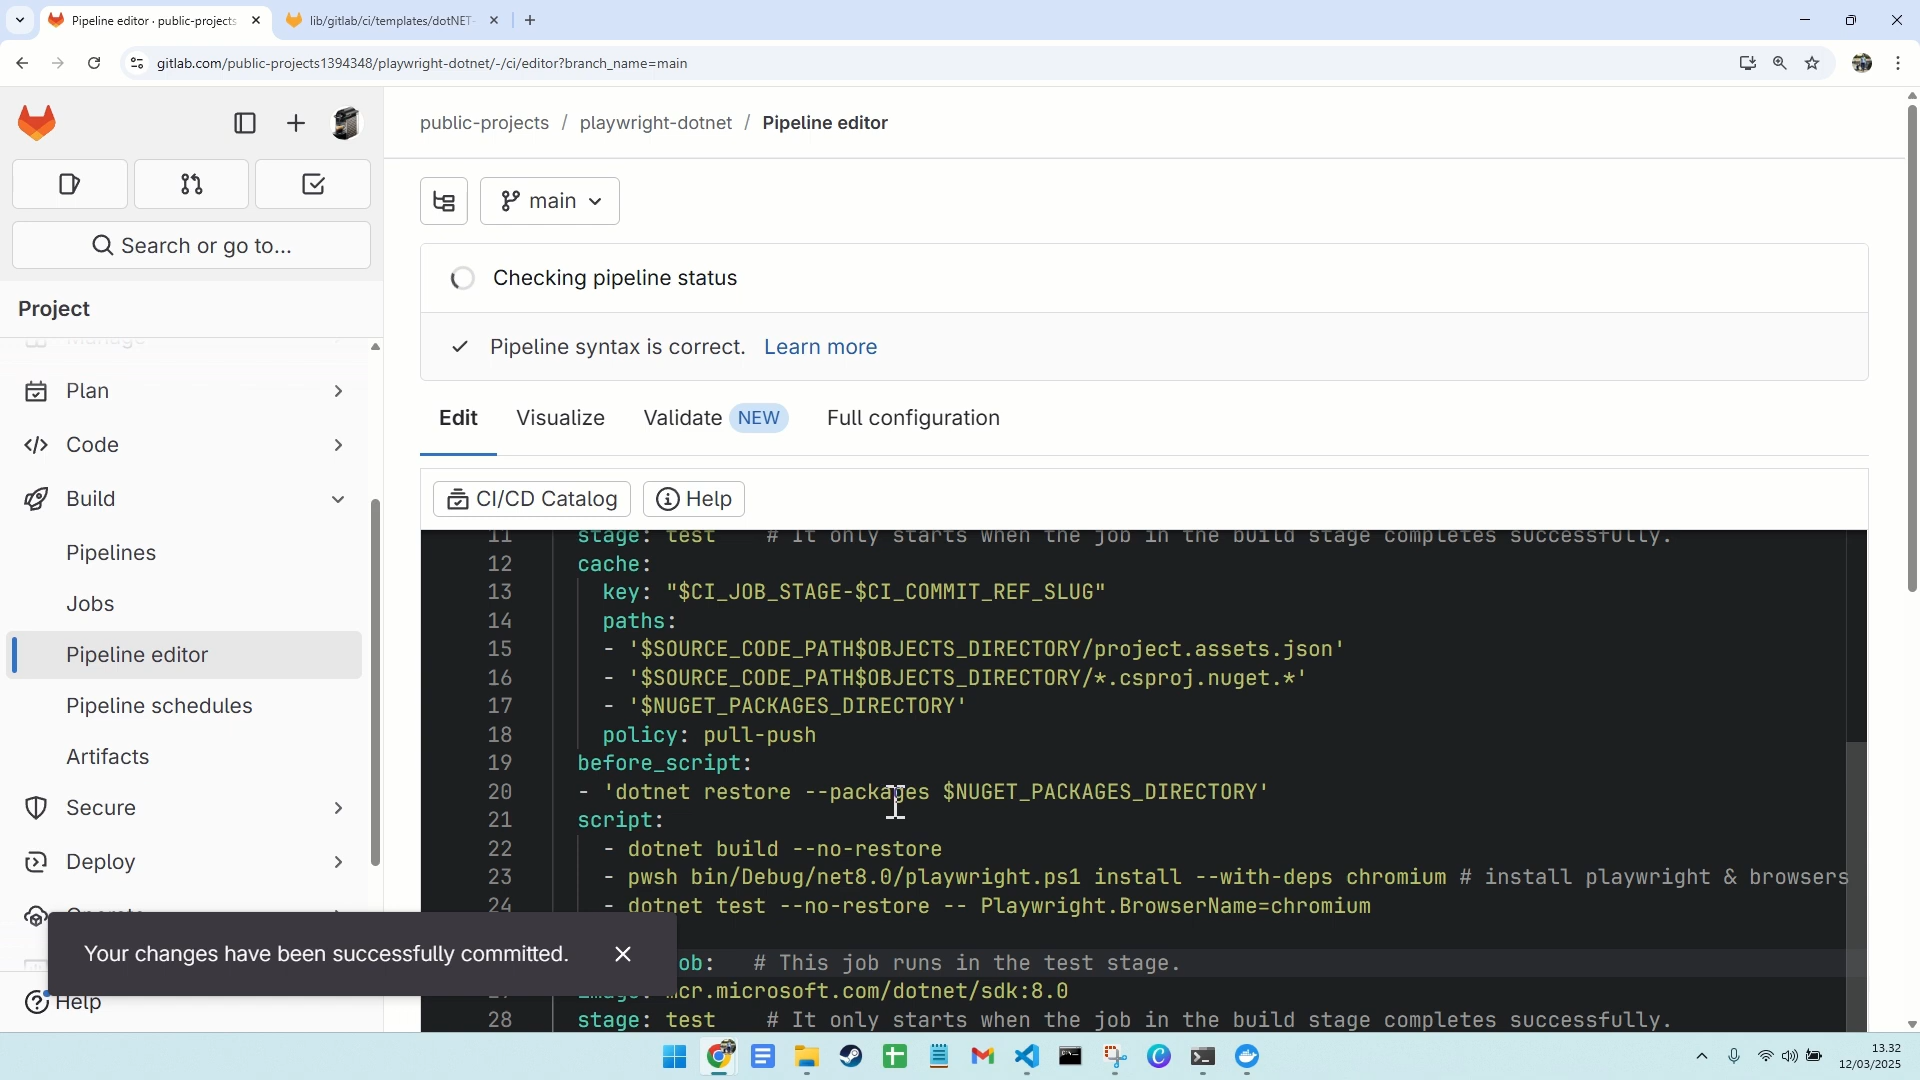 Pipeline editor · public-projects
lib/gitlab/ci/templates/dotNET-
gitlab.com/public-projects1394348/playwright-dotnet/-/ci/editor?branch_name=main
public-projects / playwright-dotnet / Pipeline editor
main
Search or go to...
Checking pipeline status
Project
Manage
Pipeline syntax is correct. Learn more
Plan
Edit Visualize Validate NEW Full configuration
Code
Build
CI/CD Catalog Help
Pipelines
Jobs
Pipeline editor
Pipeline schedules
Artifacts
Secure
Deploy
Operate
Help
11 stage: test # It only starts when the job in the build stage completes successfully.
12 cache:
13 key: "$CI_JOB_STAGE-$CI_COMMIT_REF_SLUG"
14 paths:
15 - '$SOURCE_CODE_PATH$OBJECTS_DIRECTORY/project.assets.json'
16 - '$SOURCE_CODE_PATH$OBJECTS_DIRECTORY/*.csproj.nuget.*'
17 - '$NUGET_PACKAGES_DIRECTORY'
18 policy: pull-push
19 before_script:
20 - 'dotnet restore --packages $NUGET_PACKAGES_DIRECTORY'
21 script:
22 - dotnet build --no-restore
23 - pwsh bin/Debug/net8.0/playwright.ps1 install --with-deps chromium # install playwright & browsers
24 - dotnet test --no-restore -- Playwright.BrowserName=chromium
Your changes have been successfully committed.
ob: # This job runs in the test stage.
mcr.microsoft.com/dotnet/sdk:8.0
28 stage: test # It only starts when the job in the build stage completes successfully.
13.32
12/03/2025